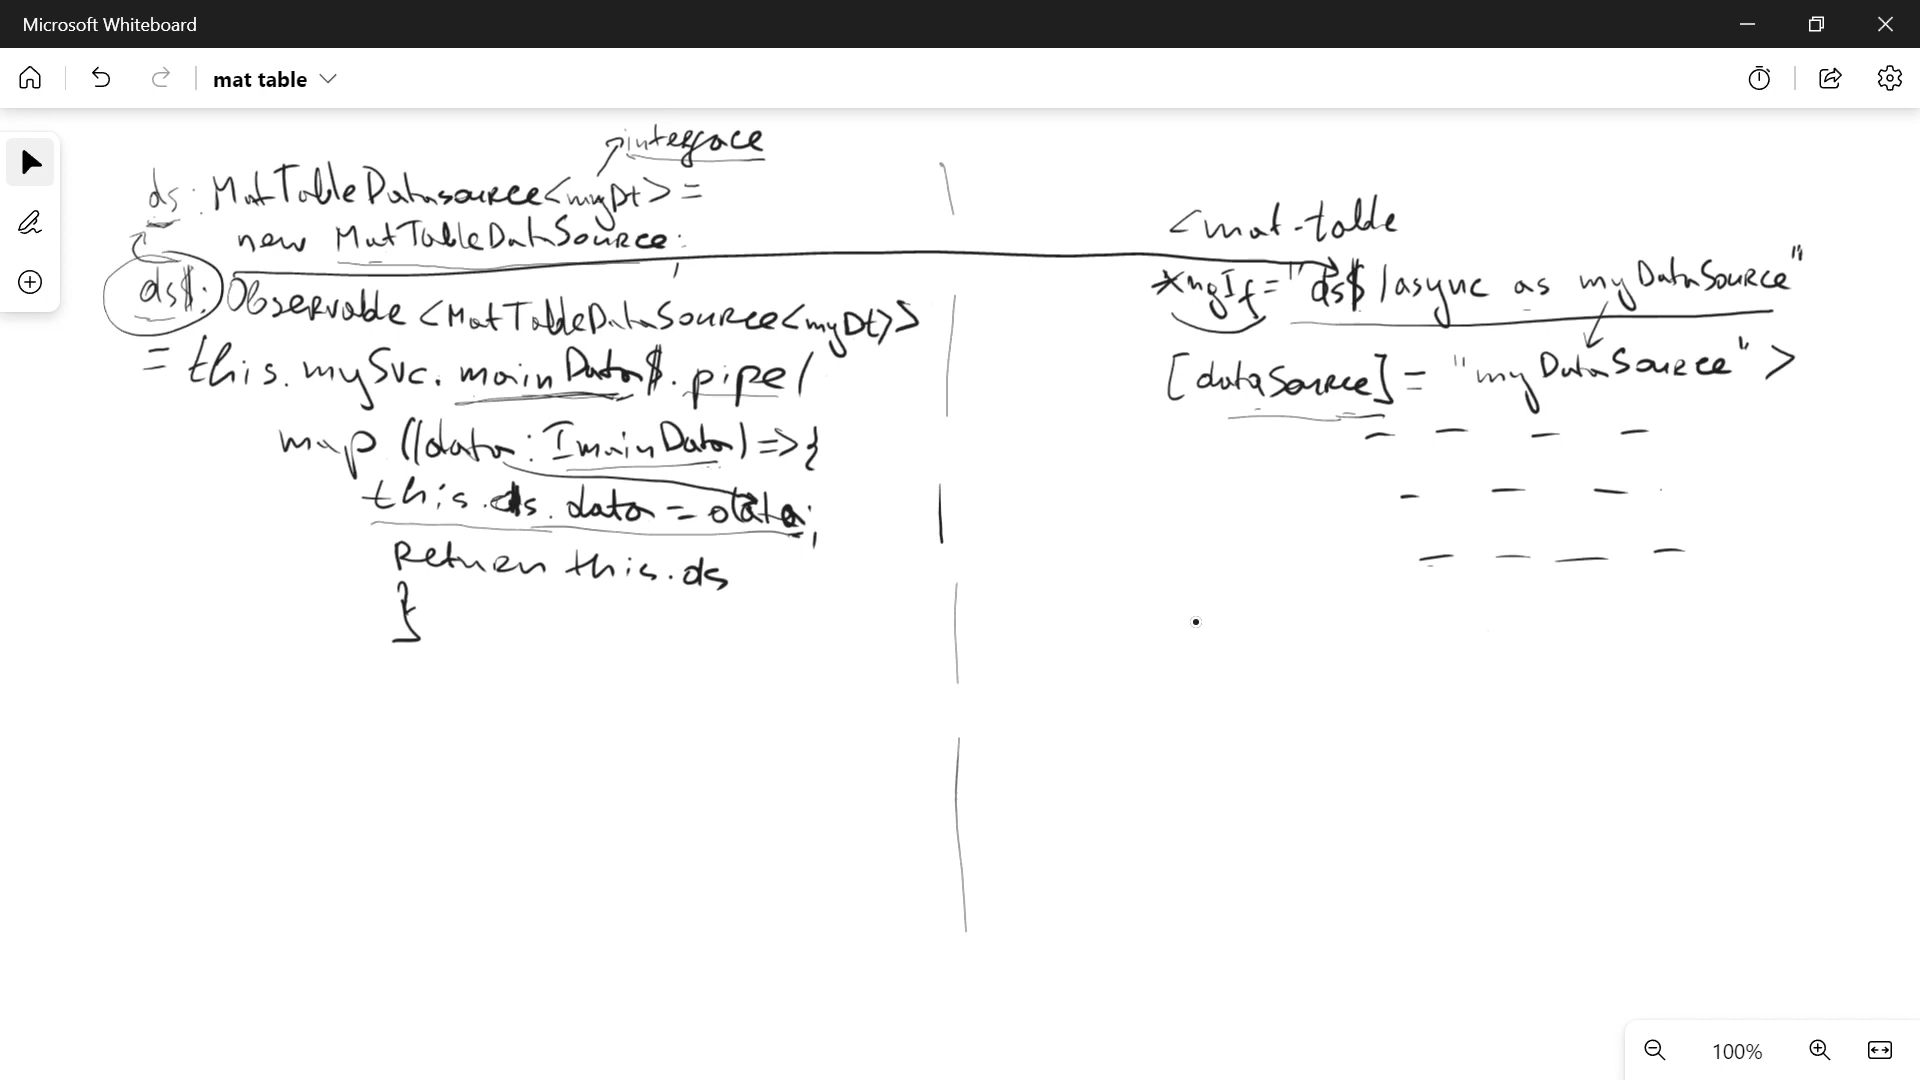 Microsoft Whiteboard
mat table
interface
ds: MatTableDatasource<myDt> =
new MatTableDataSource;
ds$: Observable <MatTableDataSource<myDt>>
= this.mySvc.mainData$.pipe(
map ((data: ImainData) => {
this.ds.data = data;
Return this.ds
}
<mat-table
*ngIf="ds$ | async as myDataSource"
[dataSource] = "myDataSource" >
100%